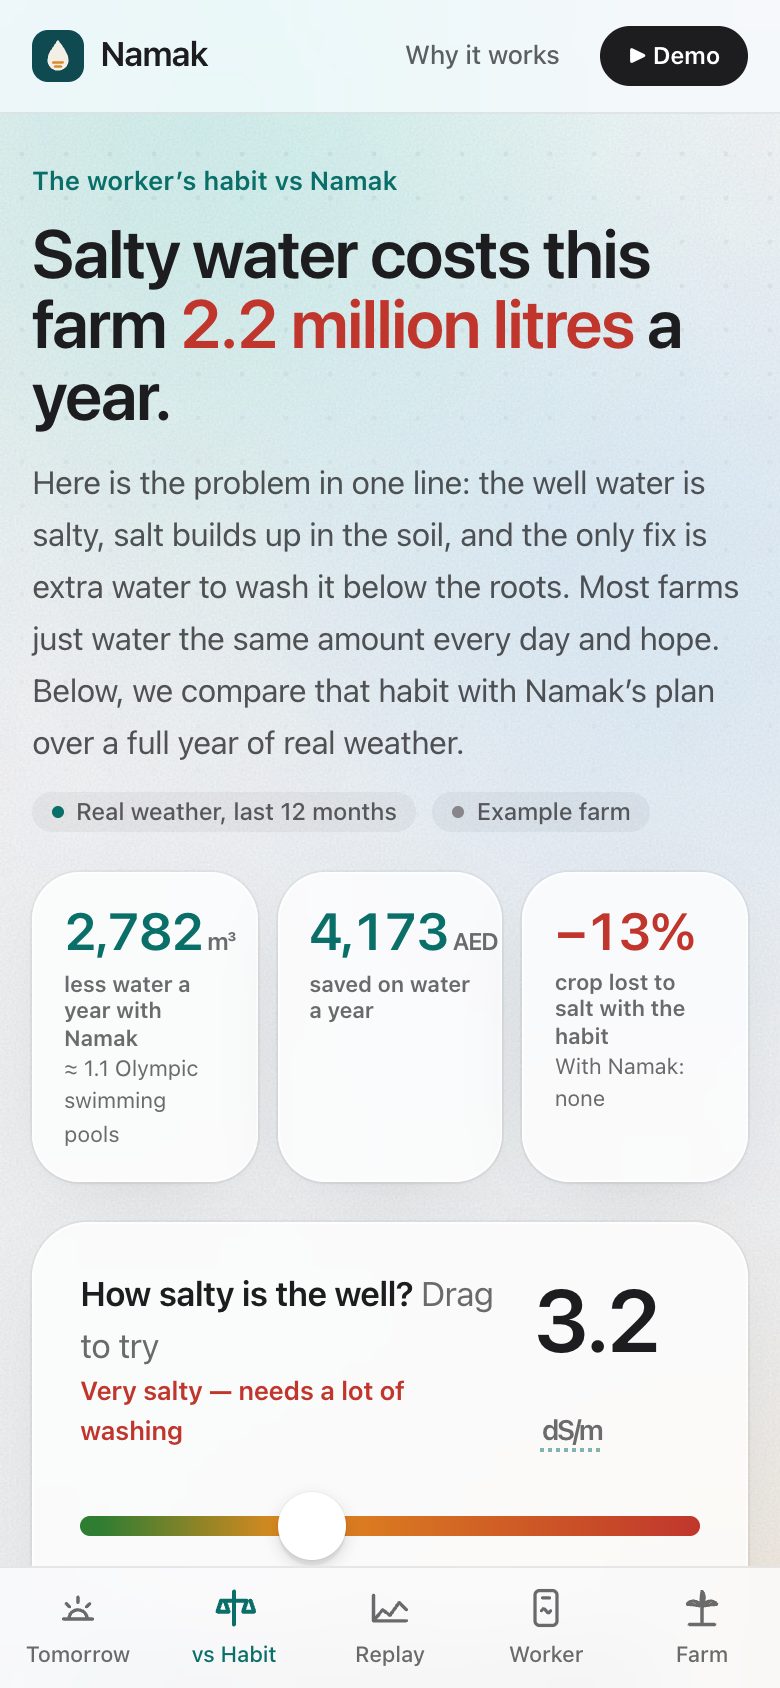 Namak
Why it works
Demo
The worker’s habit vs Namak
Salty water costs this
farm 2.2 million litres a
year.
Here is the problem in one line: the well water is
salty, salt builds up in the soil, and the only fix is
extra water to wash it below the roots. Most farms
just water the same amount every day and hope.
Below, we compare that habit with Namak’s plan
over a full year of real weather.
Real weather, last 12 months
Example farm
2,782 m³
less water a
year with
Namak
≈ 1.1 Olympic
swimming
pools
4,173 AED
saved on water
a year
−13%
crop lost to
salt with the
habit
With Namak:
none
How salty is the well? Drag
to try
Very salty — needs a lot of
washing
3.2
dS/m
Tomorrow
vs Habit
Replay
Worker
Farm